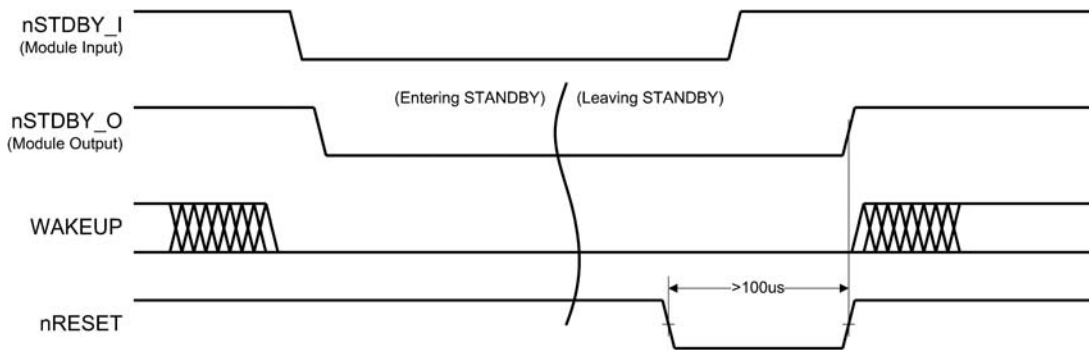 nSTDBY_I
(Module Input)
(Entering STANDBY)
(Leaving STANDBY)
nSTDBY_O
(Module Output)
WAKEUP
>100us
nRESET